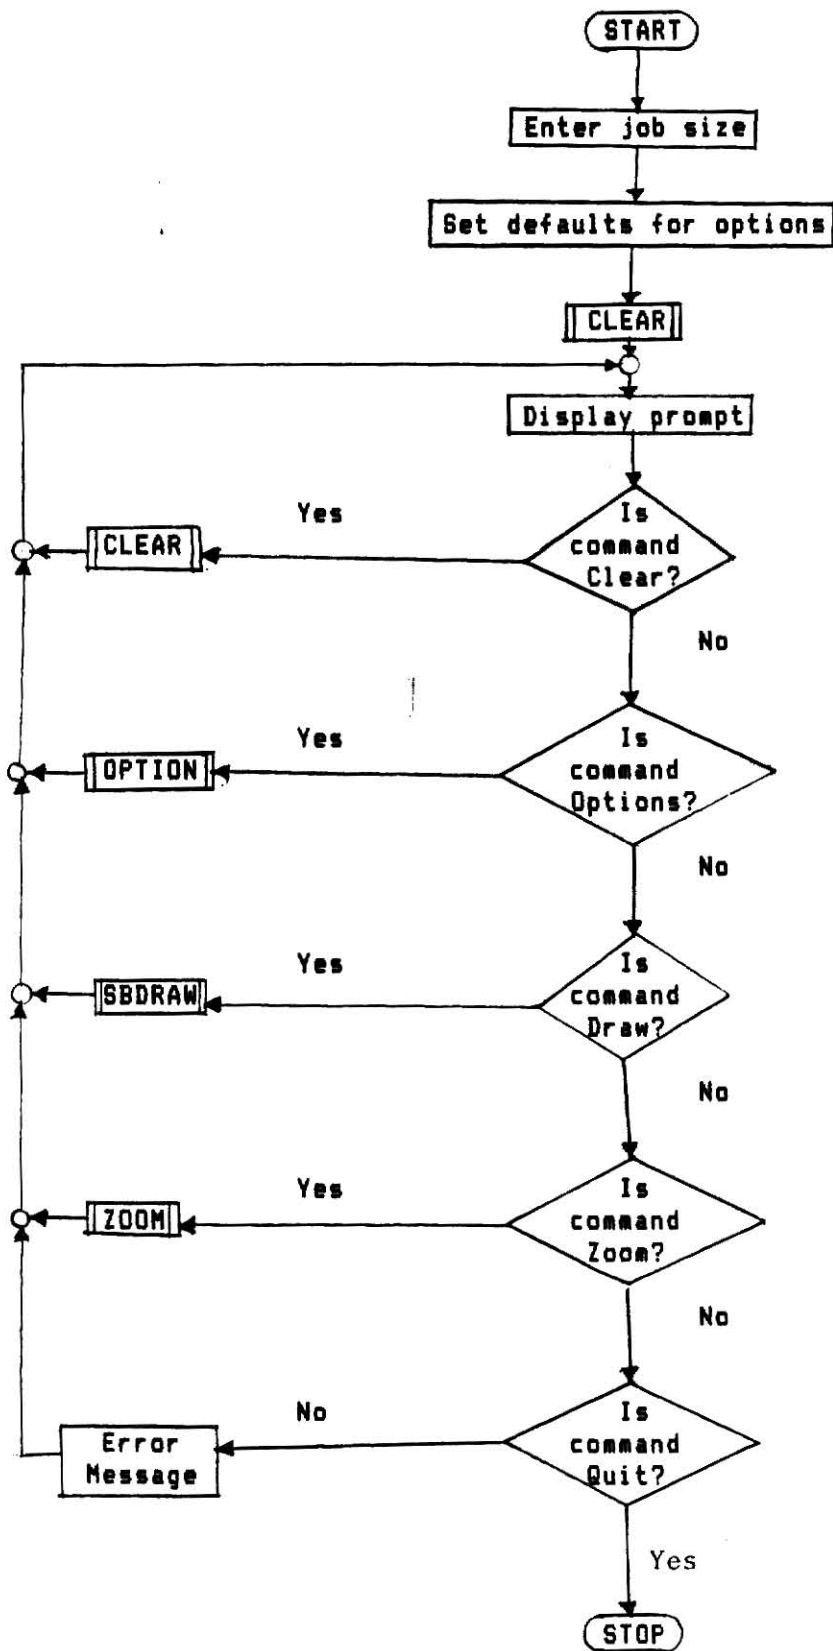 START
Enter job size
Set defaults for options
CLEAR
Display prompt
Yes
Is
command
Clear?
CLEAR
No
Yes
Is
command
Options?
OPTION
No
Yes
Is
command
Draw?
SBDRAW
No
Yes
Is
command
Zoom?
ZOOM
No
No
Is
command
Quit?
Error
Message
Yes
STOP